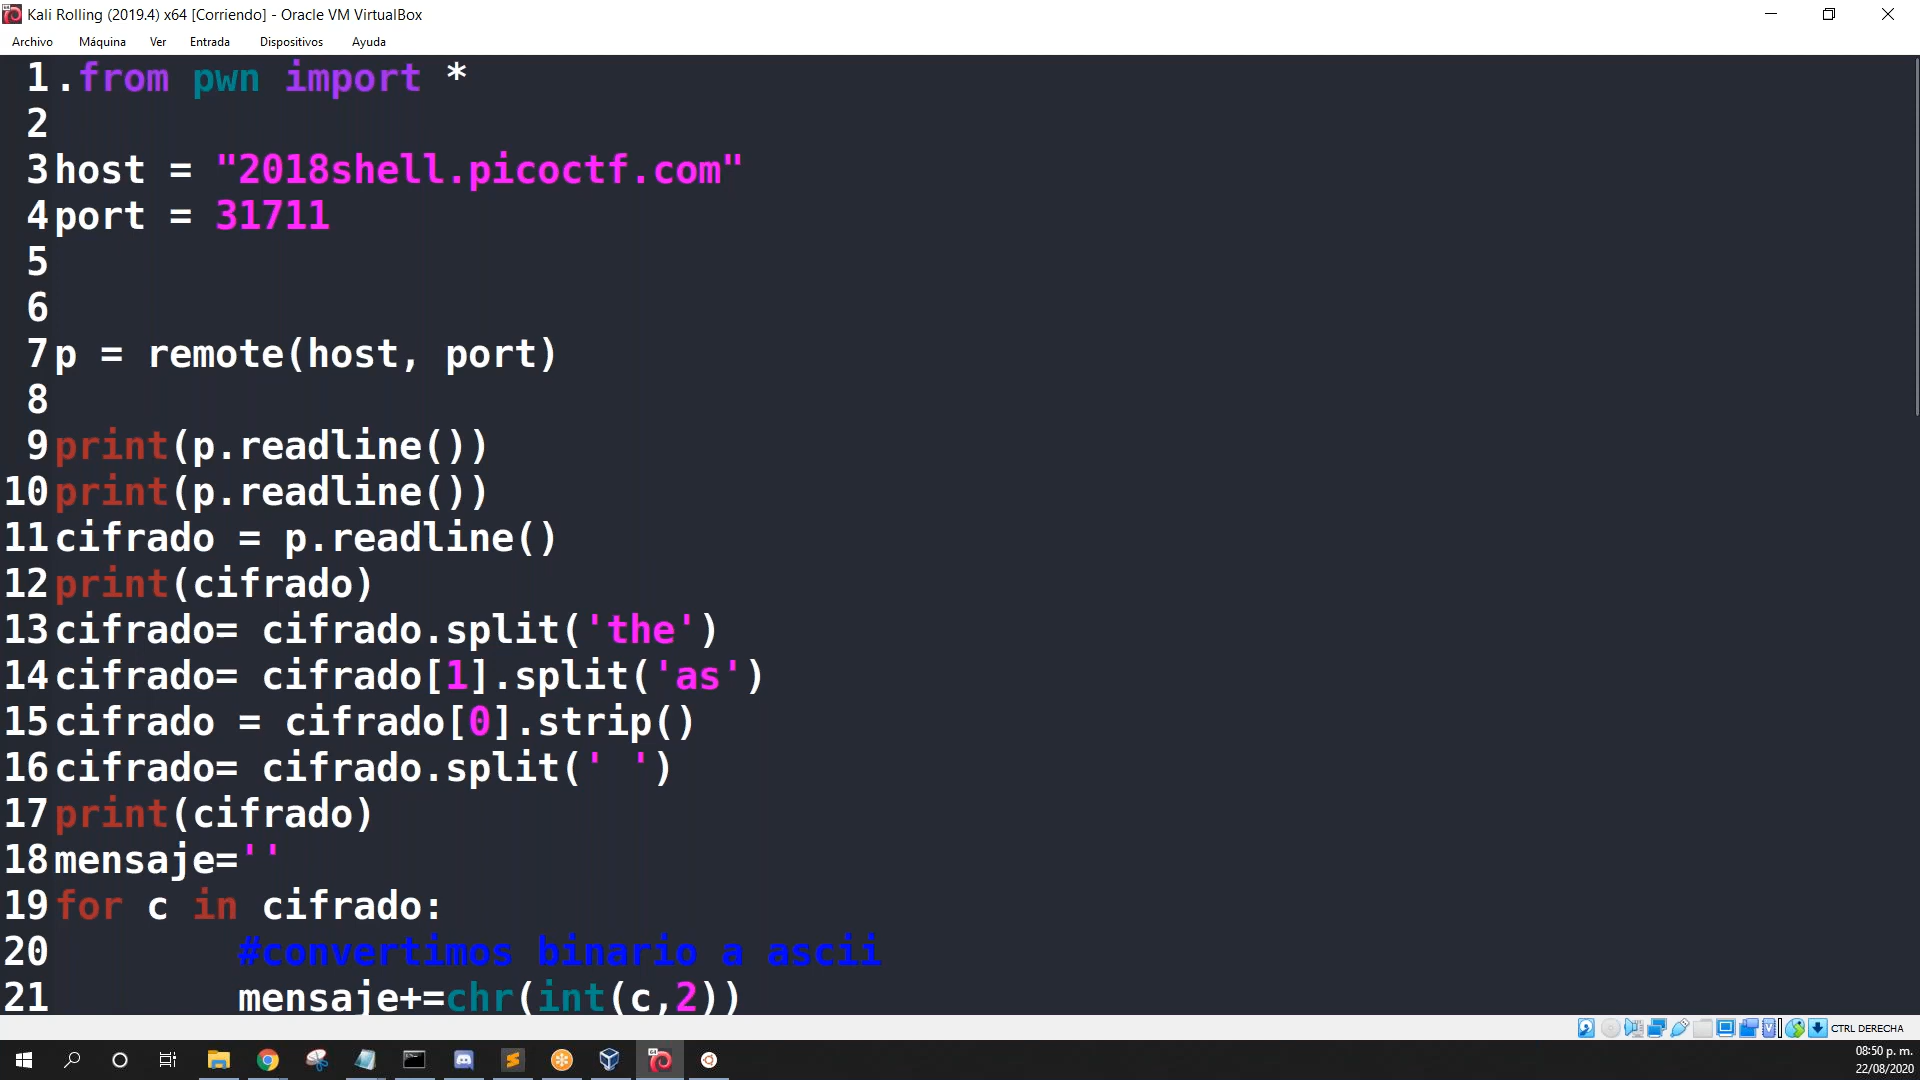 Kali Rolling (2019.4) x64 [Corriendo] - Oracle VM VirtualBox
Archivo Máquina Ver Entrada Dispositivos Ayuda
1.from pwn import *
2
3host = "2018shell.picoctf.com"
4port = 31711
5
6
7p = remote(host, port)
8
9print(p.readline())
10print(p.readline())
11cifrado = p.readline()
12print(cifrado)
13cifrado= cifrado.split('the')
14cifrado= cifrado[1].split('as')
15cifrado = cifrado[0].strip()
16cifrado= cifrado.split(' ')
17print(cifrado)
18mensaje=''
19for c in cifrado:
20        #convertimos binario a ascii
21        mensaje+=chr(int(c,2))
CTRL DERECHA
08:50 p. m.
22/08/2020